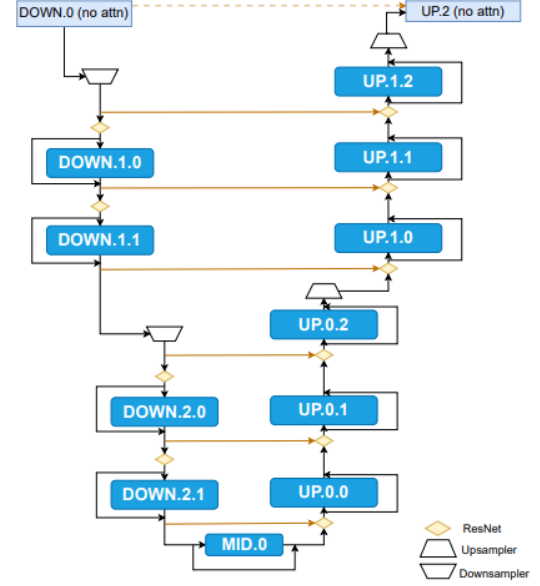 DOWN.0 (no attn)
UP.2 (no attn)
UP.1.2
DOWN.1.0
UP.1.1
DOWN.1.1
UP.1.0
UP.0.2
DOWN.2.0
UP.0.1
DOWN.2.1
UP.0.0
MID.0
ResNet
Upsampler
Downsampler